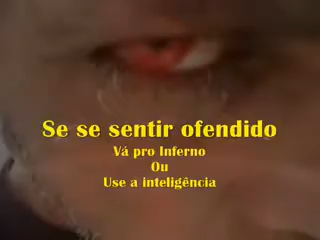 Se se sentir ofendido
Vá pro Inferno
Ou
Use a inteligência